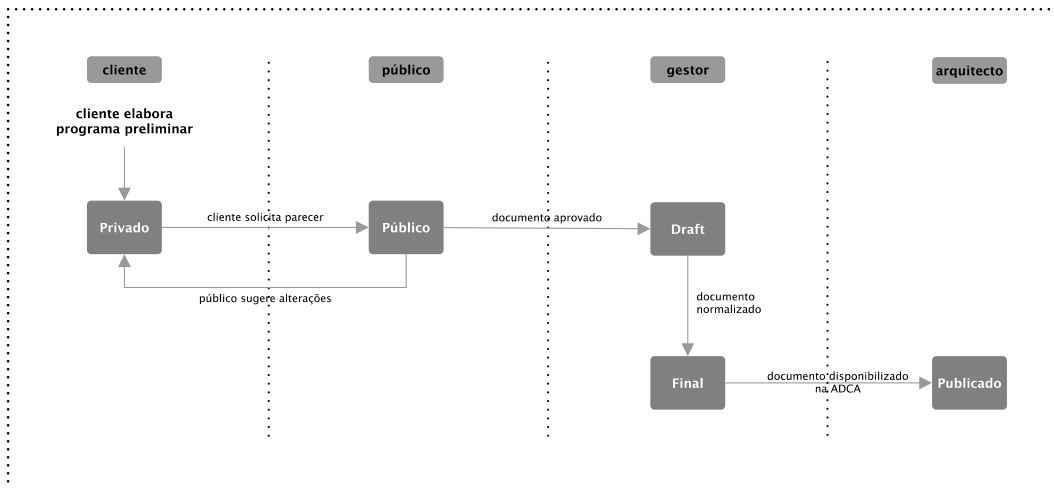 cliente
público
gestor
arquitecto
cliente elabora
programa preliminar
Privado
cliente solicita parecer
Público
documento aprovado
Draft
público sugere alterações
documento
normalizado
Final
documento disponibilizado
na ADCA
Publicado